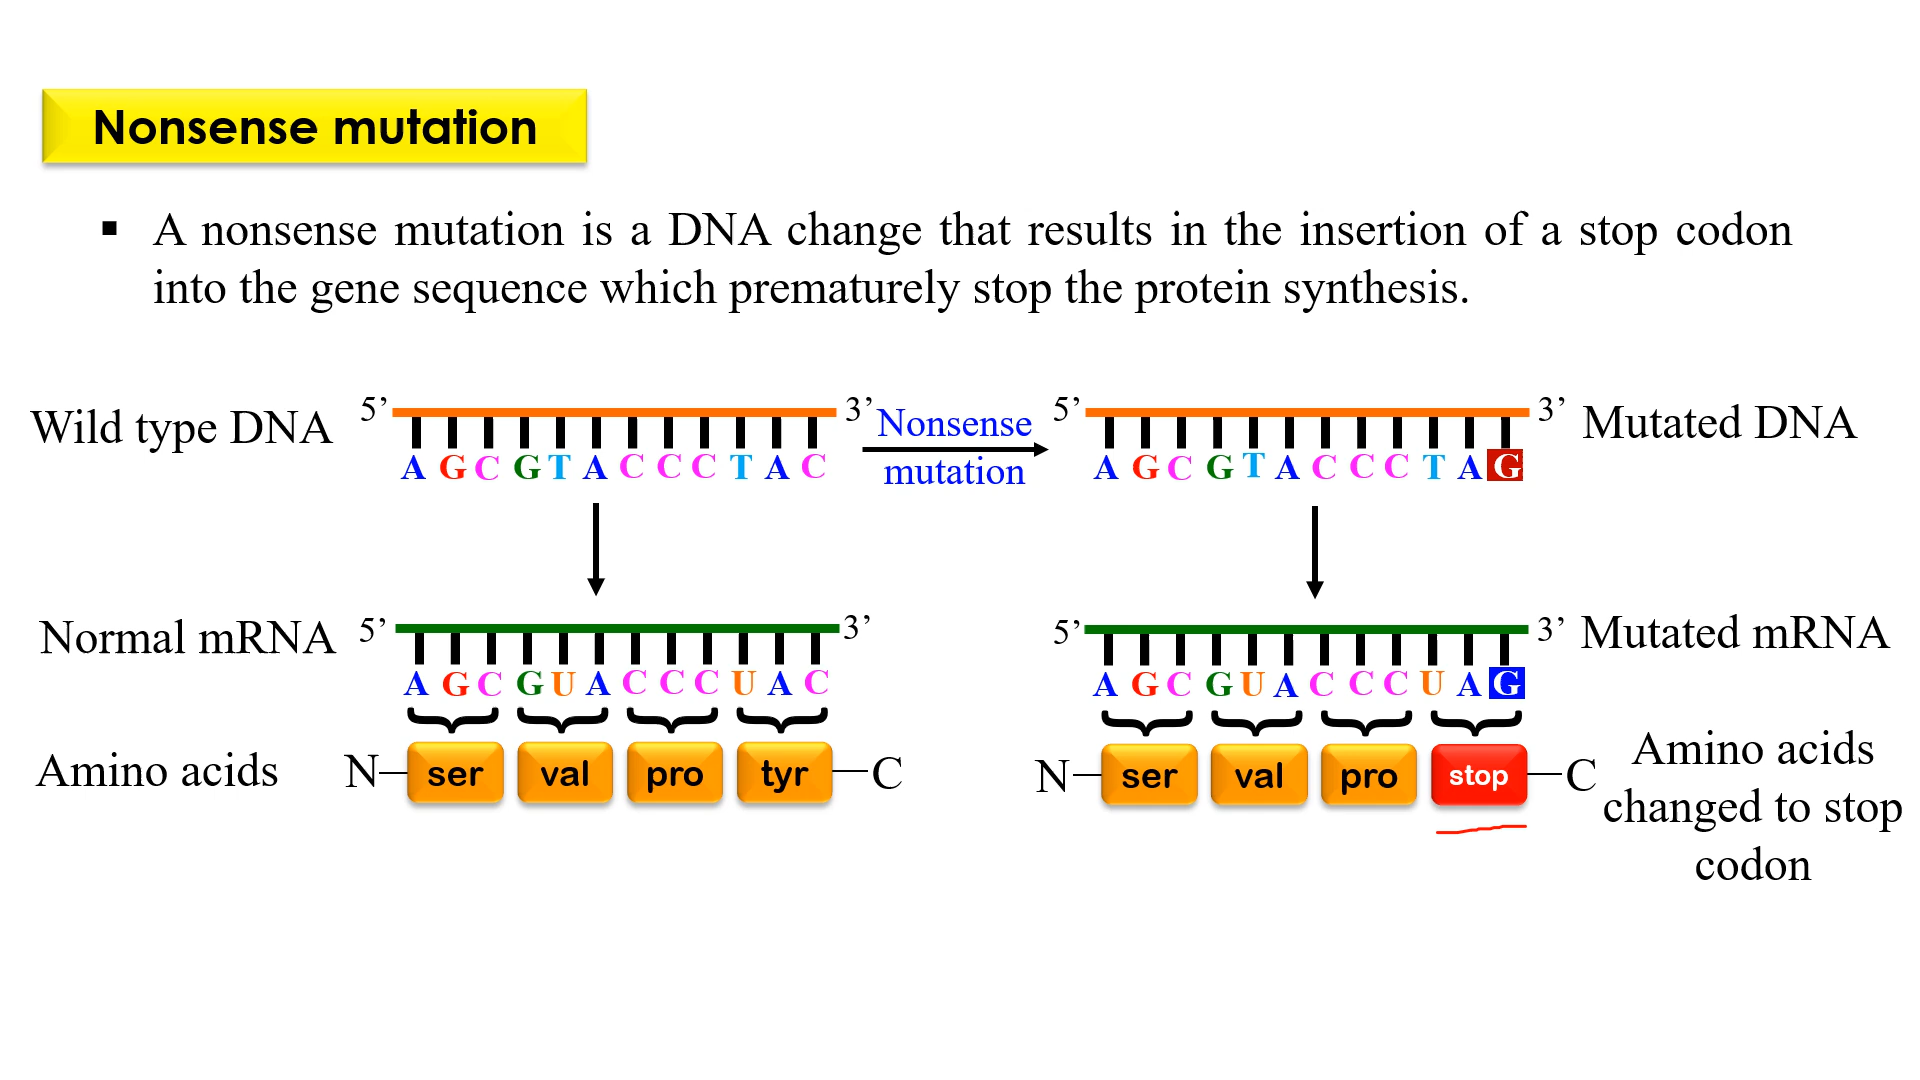 Nonsense mutation
▪ A nonsense mutation is a DNA change that results in the insertion of a stop codon
into the gene sequence which prematurely stop the protein synthesis.
Wild type DNA 5’ 3’ Nonsense mutation 5’ 3’ Mutated DNA
A G C G T A C C C T A C A G C G T A C C C T A G
Normal mRNA 5’ 3’ 5’ 3’ Mutated mRNA
A G C G U A C C C U A C A G C G U A C C C U A G
Amino acids N ser val pro tyr C N ser val pro stop C
Amino acids
changed to stop
codon